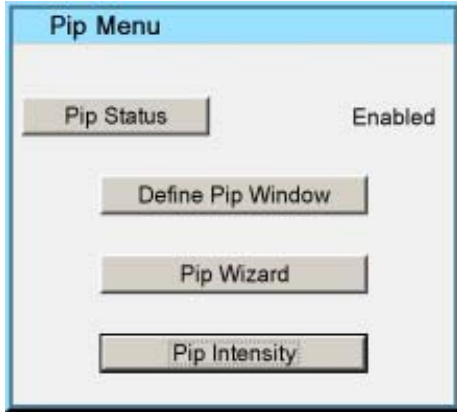 Pip Menu
Pip Status Enabled
Define Pip Window
Pip Wizard
Pip Intensity